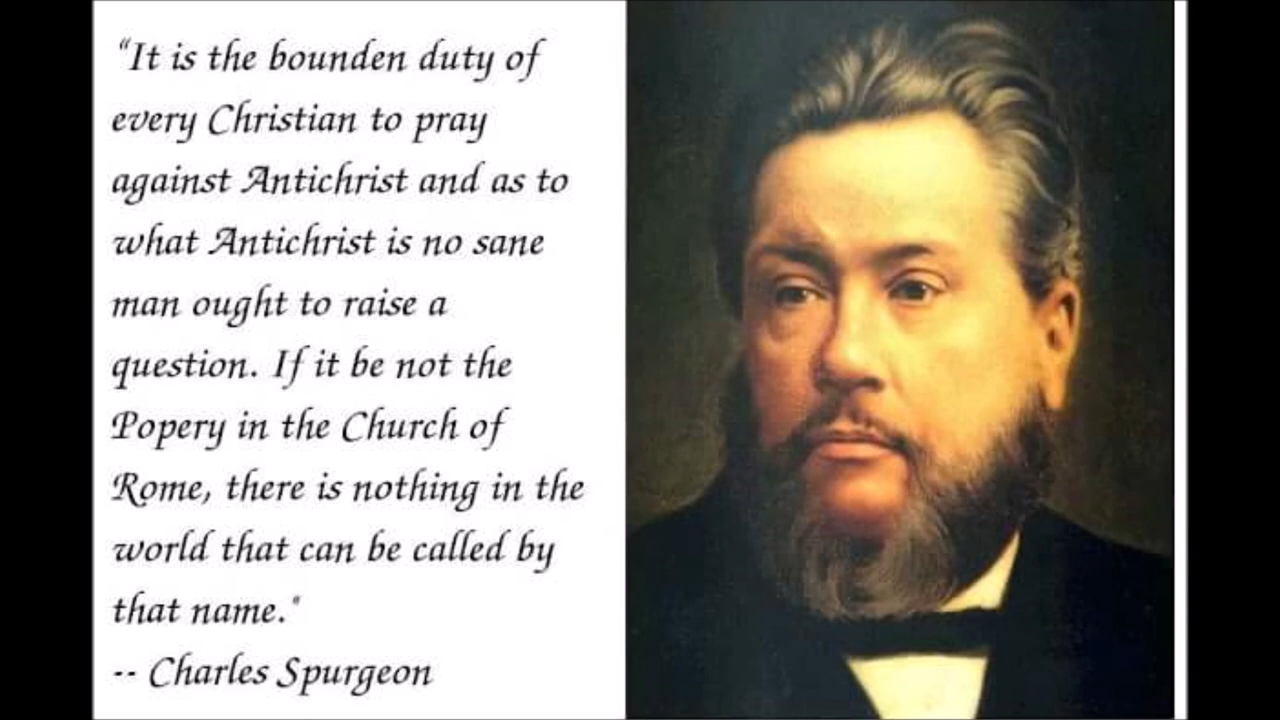 "It is the bounden duty of
every Christian to pray
against Antichrist and as to
what Antichrist is no sane
man ought to raise a
question. If it be not the
Popery in the Church of
Rome, there is nothing in the
world that can be called by
that name."
-- Charles Spurgeon